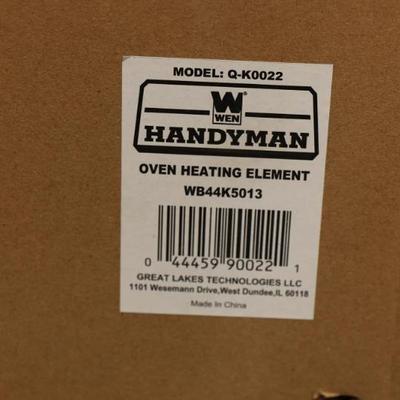 MODEL: Q-K0022
W®
WEN
HANDYMAN
OVEN HEATING ELEMENT
WB44K5013
0 44459 90022 1
GREAT LAKES TECHNOLOGIES LLC
1101 Wesemann Drive,West Dundee,IL 60118
Made In China